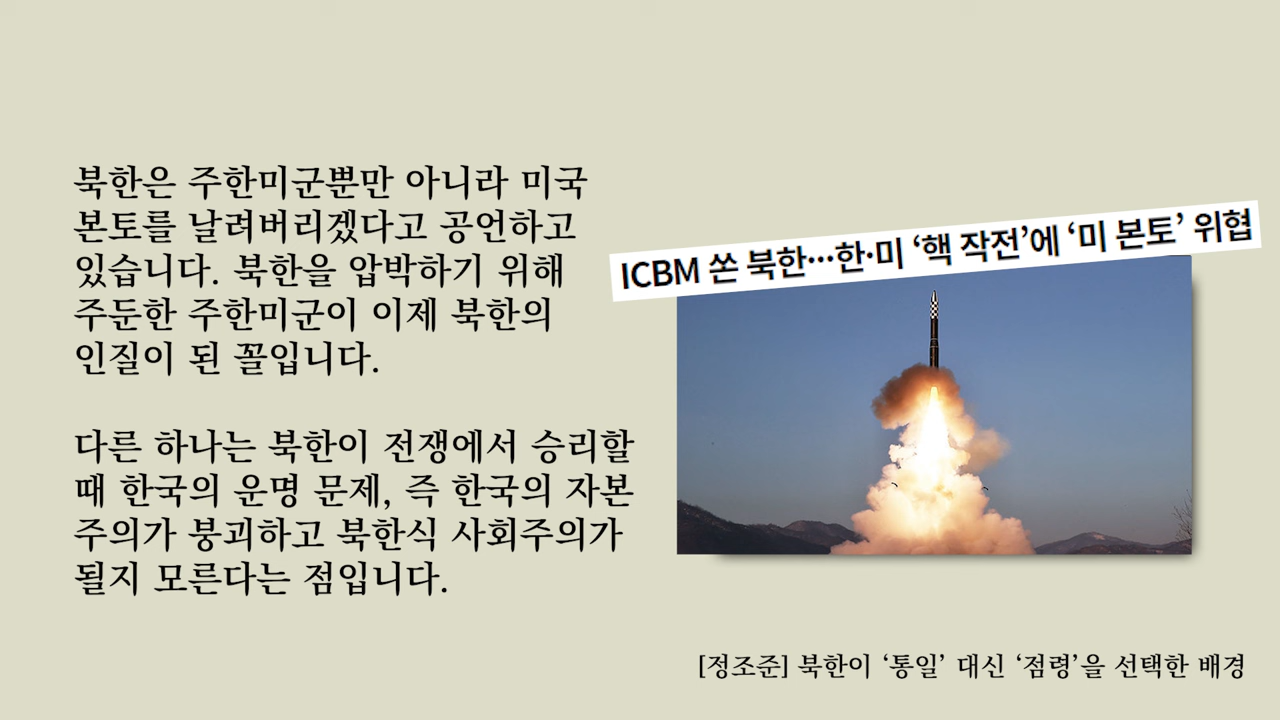 북한은 주한미군뿐만 아니라 미국
본토를 날려버리겠다고 공언하고
있습니다. 북한을 압박하기 위해
주둔한 주한미군이 이제 북한의
인질이 된 꼴입니다.
다른 하나는 북한이 전쟁에서 승리할
때 한국의 운명 문제, 즉 한국의 자본
주의가 붕괴하고 북한식 사회주의가
될지 모른다는 점입니다.
ICBM 쏜 북한…한·미 ‘핵 작전’에 ‘미 본토’ 위협
[정조준] 북한이 ‘통일’ 대신 ‘점령’을 선택한 배경